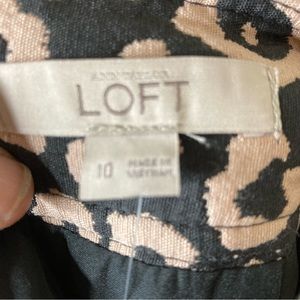 ANN TAYLOR
LOFT
10
MADE IN
VIETNAM